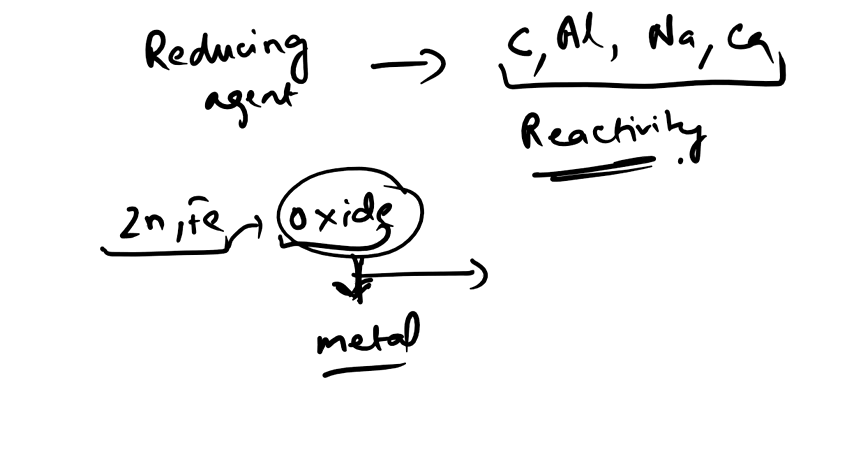 Reducing → C, Al, Na, Ca
agent
Reactivity.
Zn, Fe → oxide
metal